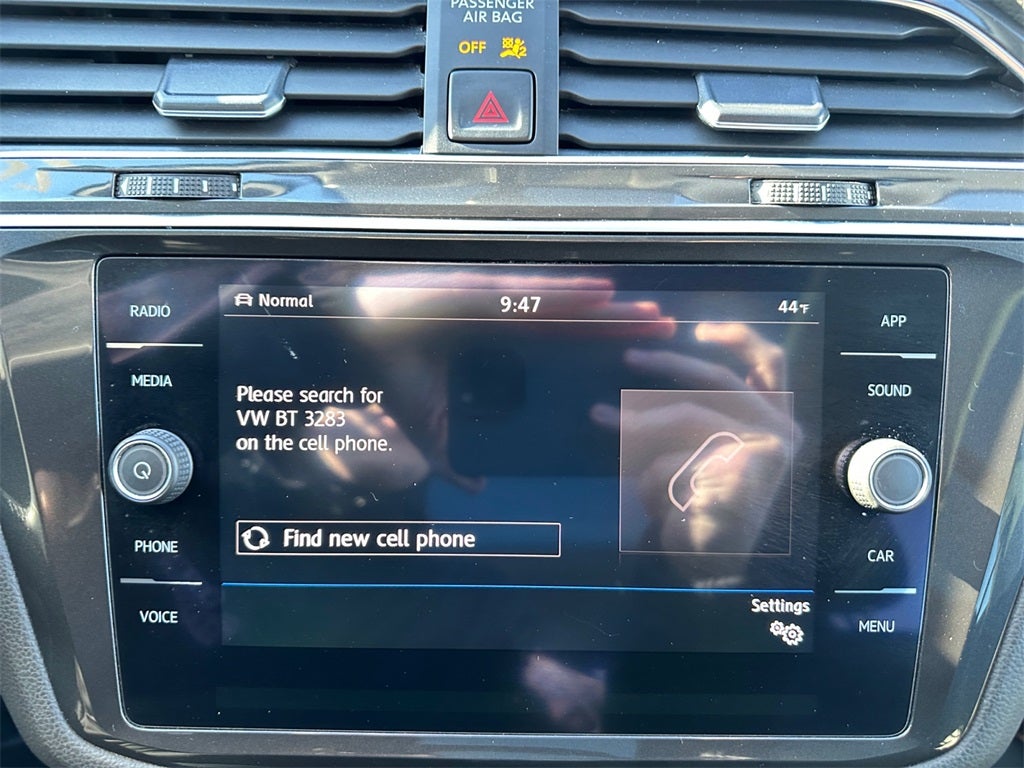 PASSENGER
AIR BAG
OFF
2
RADIO
MEDIA
PHONE
VOICE
Normal
9:47
44°F
Please search for
VW BT 3283
on the cell phone.
Find new cell phone
Settings
APP
SOUND
CAR
MENU